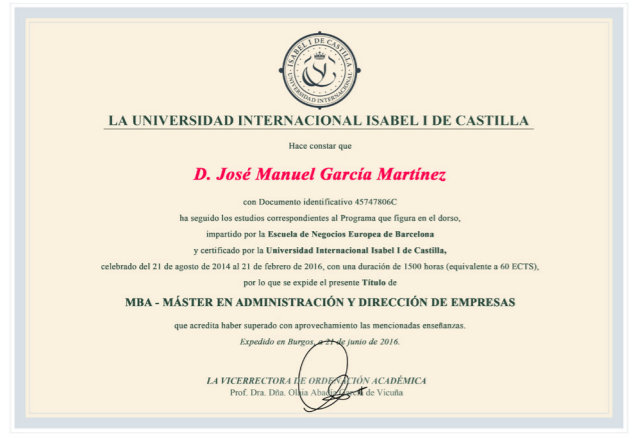 ISABEL I DE CASTILLA
UNIVERSIDAD INTERNACIONAL
LA UNIVERSIDAD INTERNACIONAL ISABEL I DE CASTILLA
Hace constar que
D. José Manuel García Martínez
con Documento identificativo 45747806C
ha seguido los estudios correspondientes al Programa que figura en el dorso,
impartido por la Escuela de Negocios Europea de Barcelona
y certificado por la Universidad Internacional Isabel I de Castilla,
celebrado del 21 de agosto de 2014 al 21 de febrero de 2016, con una duración de 1500 horas (equivalente a 60 ECTS),
por lo que se expide el presente Título de
MBA - MÁSTER EN ADMINISTRACIÓN Y DIRECCIÓN DE EMPRESAS
que acredita haber superado con aprovechamiento las mencionadas enseñanzas.
Expedido en Burgos, a 21 de junio de 2016.
LA VICERRECTORA DE ORDENACIÓN ACADÉMICA
Prof. Dra. Dña. Abadía García de Vicuña